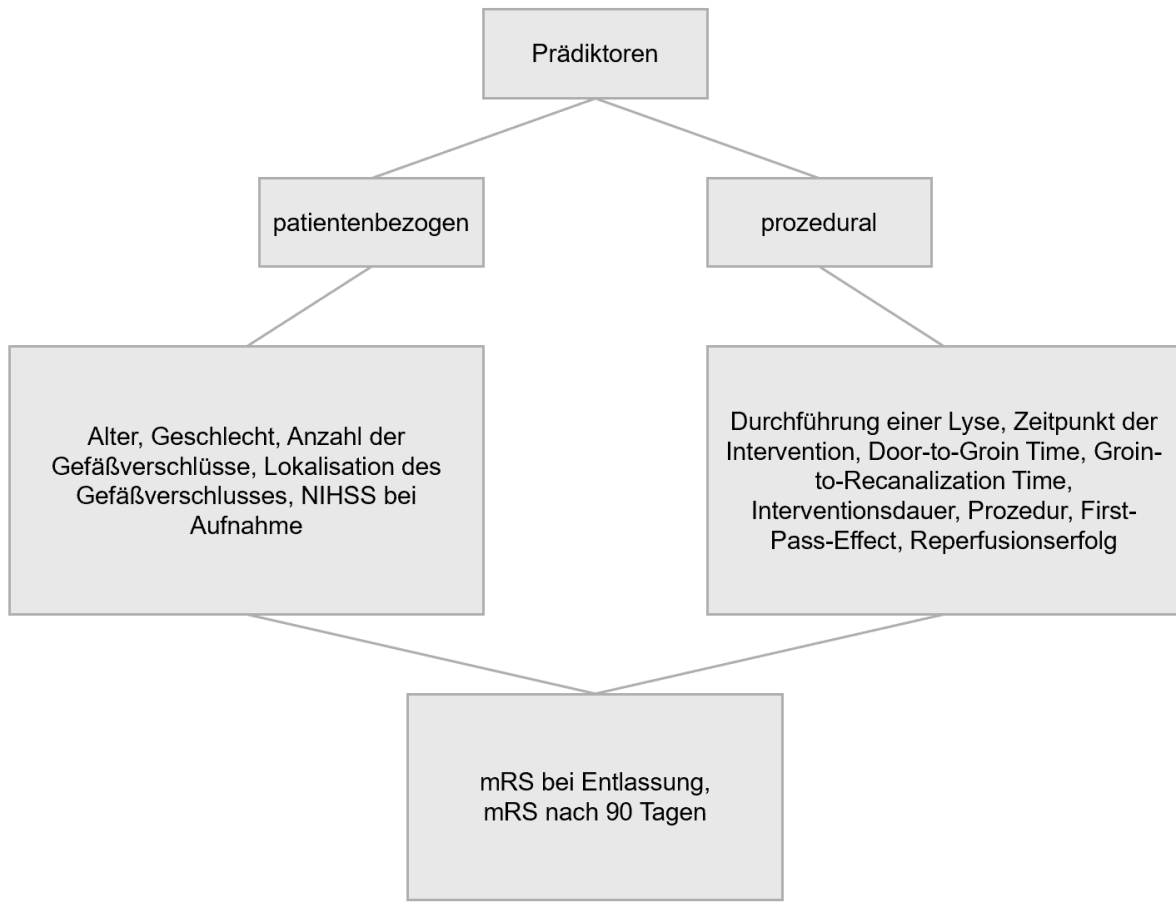 Prädiktoren
patientenbezogen
prozedural
Alter, Geschlecht, Anzahl der
Gefäßverschlüsse, Lokalisation des
Gefäßverschlusses, NIHSS bei
Aufnahme
Durchführung einer Lyse, Zeitpunkt der
Intervention, Door-to-Groin Time, Groin-
to-Recanalization Time,
Interventionsdauer, Prozedur, First-
Pass-Effect, Reperfusionserfolg
mRS bei Entlassung,
mRS nach 90 Tagen